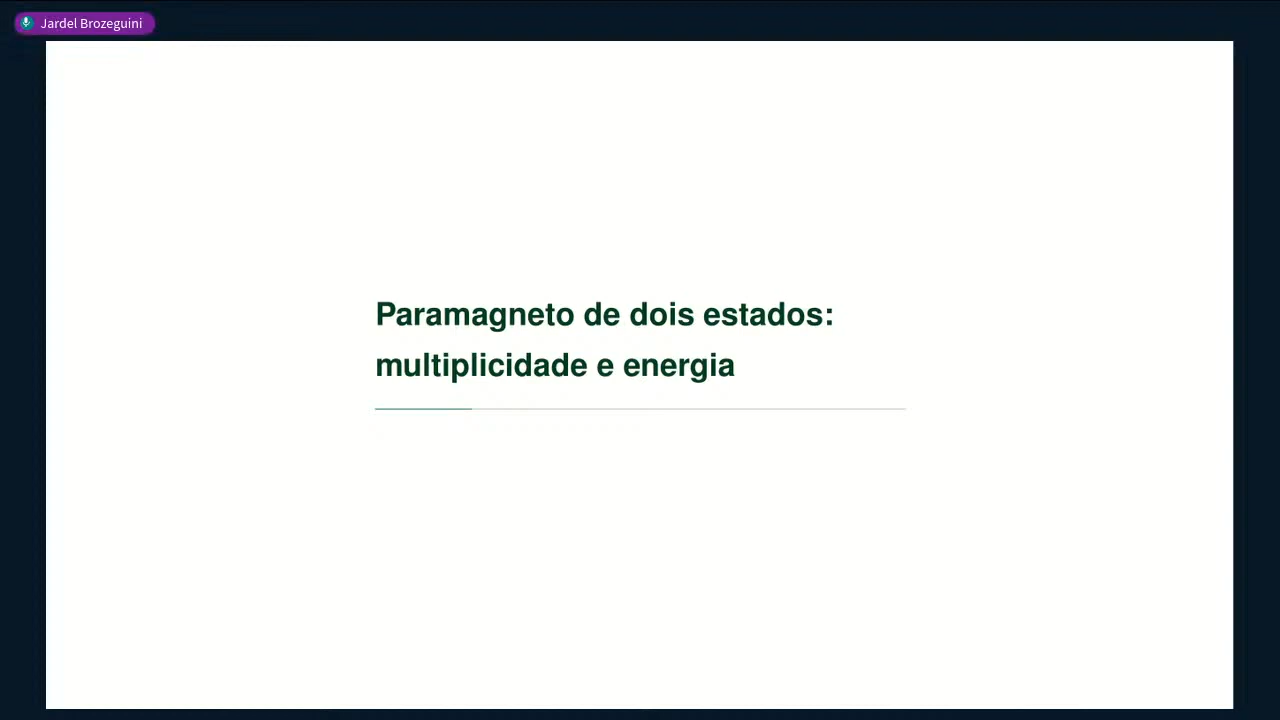 Jardel Brozeguini
Paramagneto de dois estados:
multiplicidade e energia